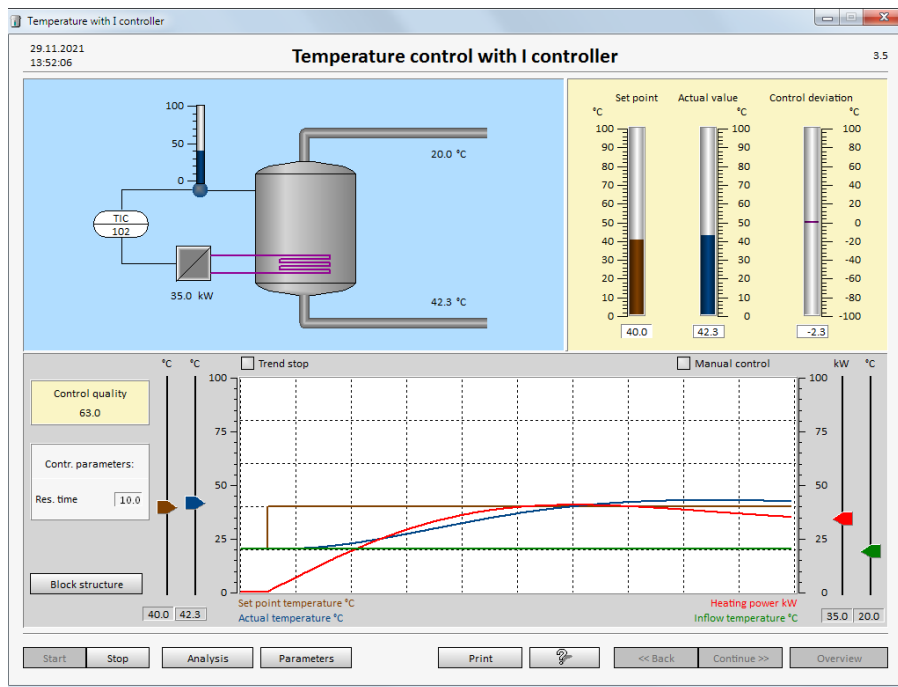 Temperature with I controller
29.11.2021
13:52:06
Temperature control with I controller
3.5
100
50
0
20.0 °C
TIC
102
35.0 kW
42.3 °C
Set point
Actual value
Control deviation
°C
°C
°C
100
90
80
70
60
50
40
30
20
10
0
100
90
80
70
60
50
40
30
20
10
0
100
80
60
40
20
0
-20
-40
-60
-80
-100
40.0
42.3
-2.3
°C
°C
Trend stop
Manual control
kW
°C
Control quality
63.0
Contr. parameters:
Res. time
10.0
Block structure
100
75
50
25
0
100
75
50
25
0
40.0
42.3
Set point temperature °C
Actual temperature °C
Heating power kW
Inflow temperature °C
35.0
20.0
Start
Stop
Analysis
Parameters
Print
?
<< Back
Continue >>
Overview